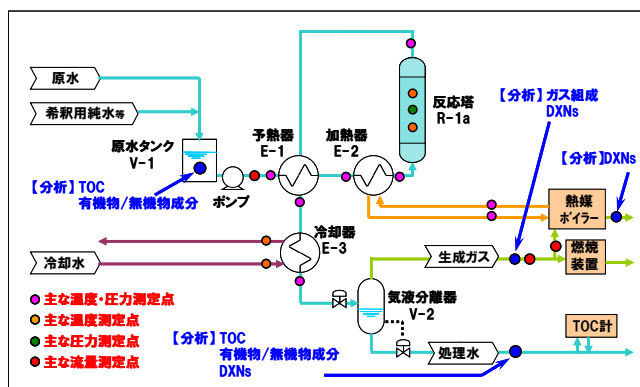 原水
希釈用純水等
原水タンク
V-1
【分析】TOC
有機物/無機物成分
ポンプ
予熱器
E-1
加熱器
E-2
反応塔
R-1a
【分析】ガス組成
DXNs
【分析】DXNs
熱媒
ボイラー
燃焼
装置
冷却器
E-3
冷却水
生成ガス
気液分離器
V-2
主な温度・圧力測定点
主な温度測定点
主な圧力測定点
主な流量測定点
【分析】TOC
有機物/無機物成分
DXNs
処理水
TOC計